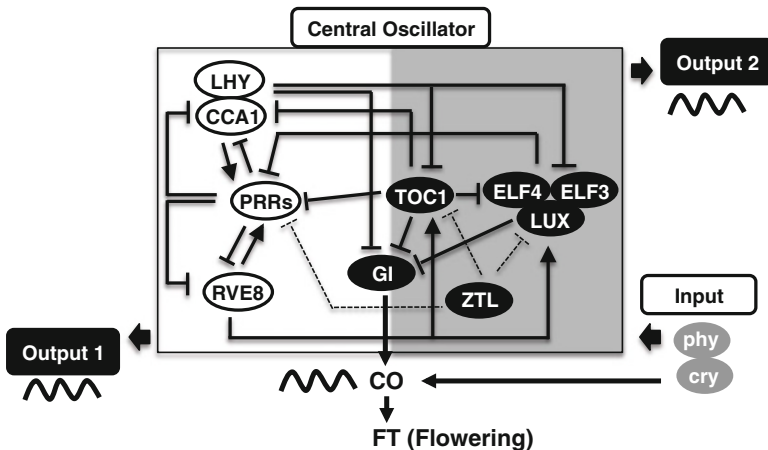 Central Oscillator
Output 2
LHY
CCA1
PRRs
TOC1
ELF4
ELF3
LUX
GI
ZTL
RVE8
Input
phy
cry
Output 1
CO
FT (Flowering)